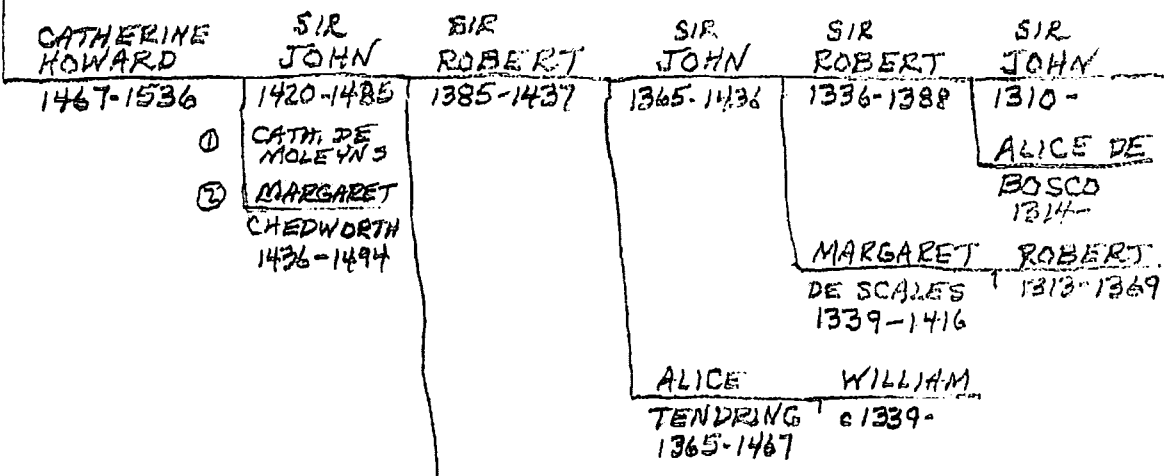 CATHERINE
HOWARD
1467-1536
SIR
JOHN
1420-1485
① CATH. DE
MOLEYNS
② MARGARET
CHEDWORTH
1436-1494
SIR
ROBERT
1385-1437
SIR
JOHN
1365-1436
ALICE
TENDRING
1365-1467
WILLIAM
c1339-
SIR
ROBERT
1336-1388
MARGARET
DE SCALES
1339-1416
ROBERT
1313-1369
SIR
JOHN
1310-
ALICE DE
BOSCO
1314-